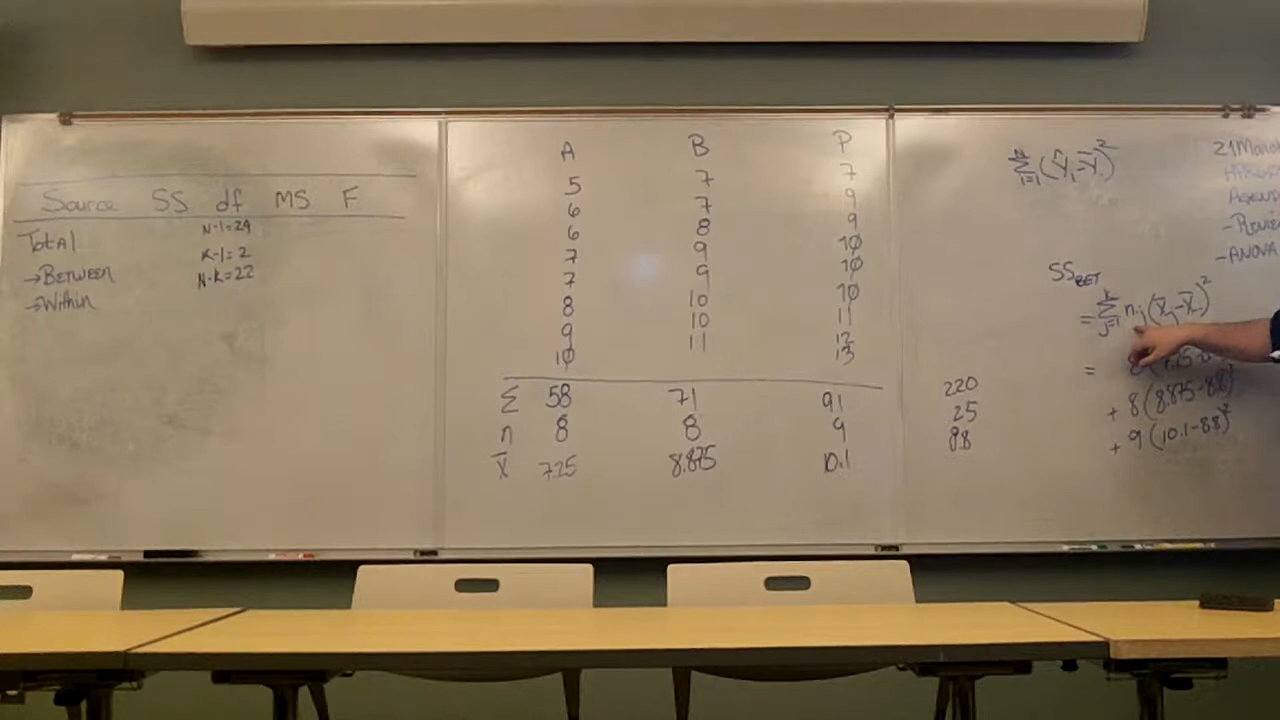 Source SS df MS F
Total N-1=24
→Between K-1=2
→Within N-K=22
A B P
5 7 7
6 7 9
6 8 9
7 9 10
7 9 10
8 10 10
9 10 11
10 11 12
13
Σ 58 71 91
n 8 8 9
X̄ 7.25 8.875 10.1
220
25
8.8
SS BET
+ 8(8.875-8.8)²
+ 9(10.1-8.8)²
-ANOVA